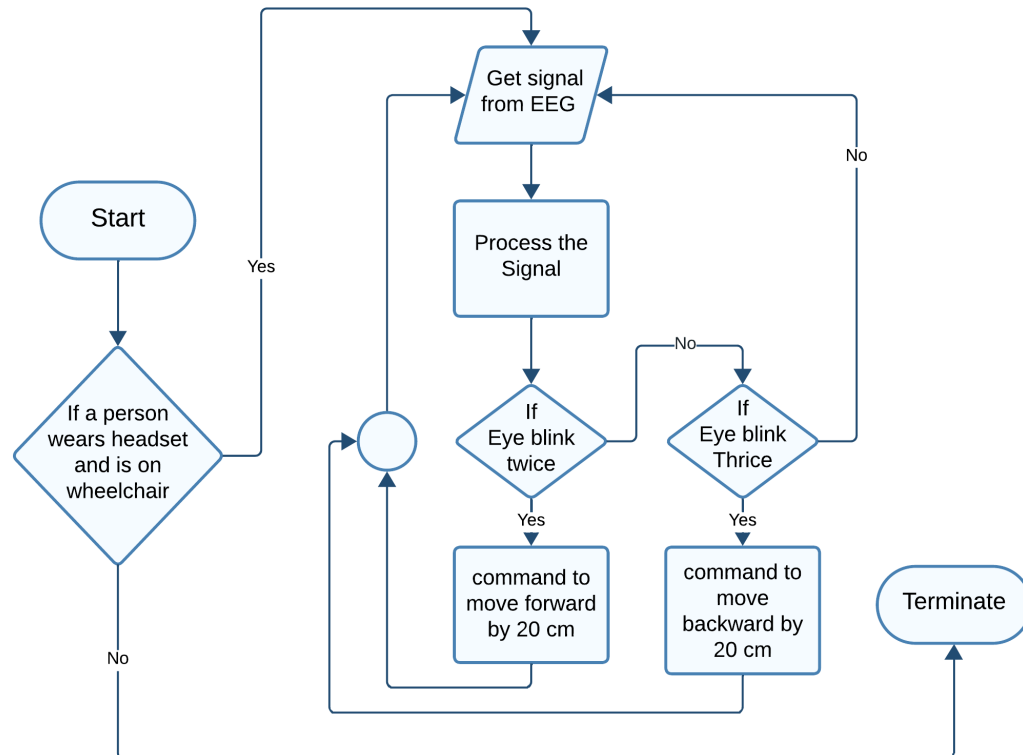 Get signal
from EEG
No
Start
Process the
Signal
Yes
No
If a person
wears headset
and is on
wheelchair
If
Eye blink
twice
If
Eye blink
Thrice
Yes
Yes
command to
move forward
by 20 cm
command to
move
backward by
20 cm
Terminate
No